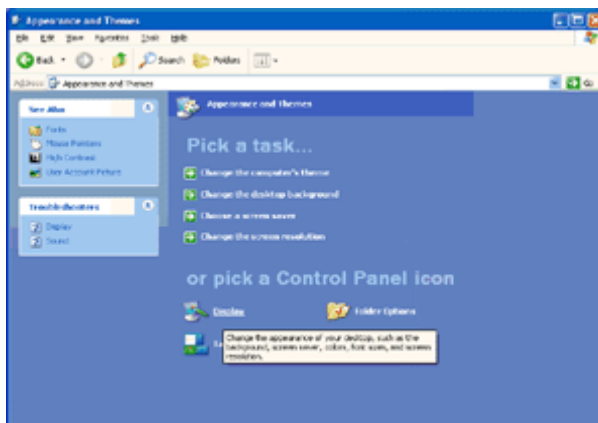 Appearance and Themes
File Edit View Favorites Tools Help
Back Search Folders
Address Appearance and Themes Go
See Also
Fonts
Mouse Pointers
High Contrast
User Account Picture
Troubleshooters
Display
Sound
Appearance and Themes
Pick a task...
Change the computer's theme
Change the desktop background
Choose a screen saver
Change the screen resolution
or pick a Control Panel icon
Display Folder Options
Change the appearance of your desktop, such as the
background, screen saver, colors, font sizes, and screen
resolution.